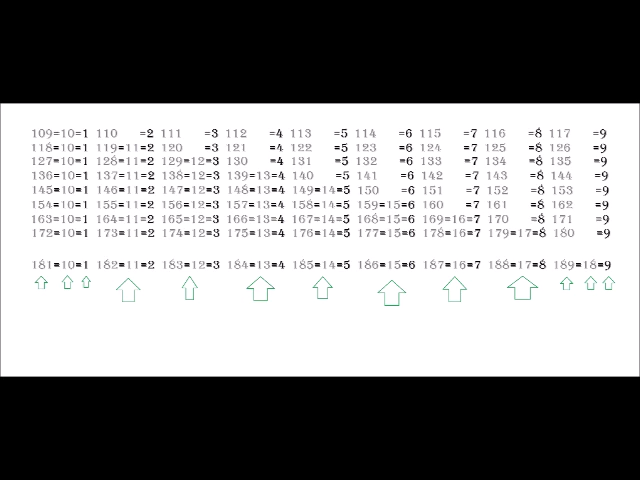 109=10=1 110 =2 111 =3 112 =4 113 =5 114 =6 115 =7 116 =8 117 =9
118=10=1 119=11=2 120 =3 121 =4 122 =5 123 =6 124 =7 125 =8 126 =9
127=10=1 128=11=2 129=12=3 130 =4 131 =5 132 =6 133 =7 134 =8 135 =9
136=10=1 137=11=2 138=12=3 139=13=4 140 =5 141 =6 142 =7 143 =8 144 =9
145=10=1 146=11=2 147=12=3 148=13=4 149=14=5 150 =6 151 =7 152 =8 153 =9
154=10=1 155=11=2 156=12=3 157=13=4 158=14=5 159=15=6 160 =7 161 =8 162 =9
163=10=1 164=11=2 165=12=3 166=13=4 167=14=5 168=15=6 169=16=7 170 =8 171 =9
172=10=1 173=11=2 174=12=3 175=13=4 176=14=5 177=15=6 178=16=7 179=17=8 180 =9
181=10=1 182=11=2 183=12=3 184=13=4 185=14=5 186=15=6 187=16=7 188=17=8 189=18=9